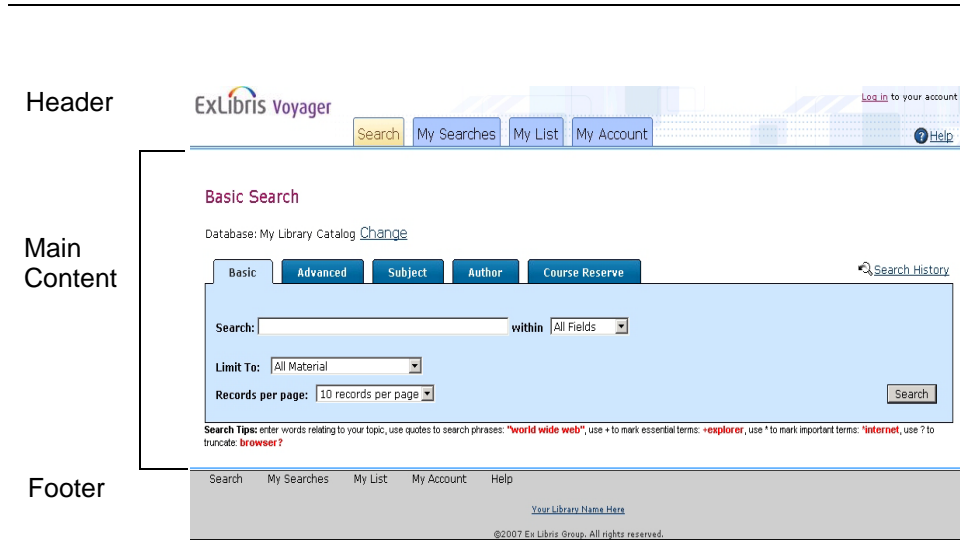 Header
ExLibris Voyager
Log in to your account
Search My Searches My List My Account
Help
Main
Content
Basic Search
Database: My Library Catalog Change
Basic Advanced Subject Author Course Reserve
Search History
Search: within All Fields
Limit To: All Material
Records per page: 10 records per page
Search
Search Tips: enter words relating to your topic, use quotes to search phrases: "world wide web", use + to mark essential terms: +explorer, use * to mark important terms: *internet, use ? to
truncate: browser?
Footer
Search My Searches My List My Account Help
Your Library Name Here
©2007 Ex Libris Group. All rights reserved.